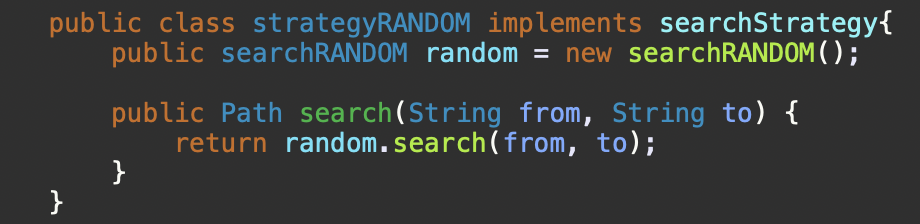 public class strategyRANDOM implements searchStrategy{
    public searchRANDOM random = new searchRANDOM();

    public Path search(String from, String to) {
        return random.search(from, to);
    }
}